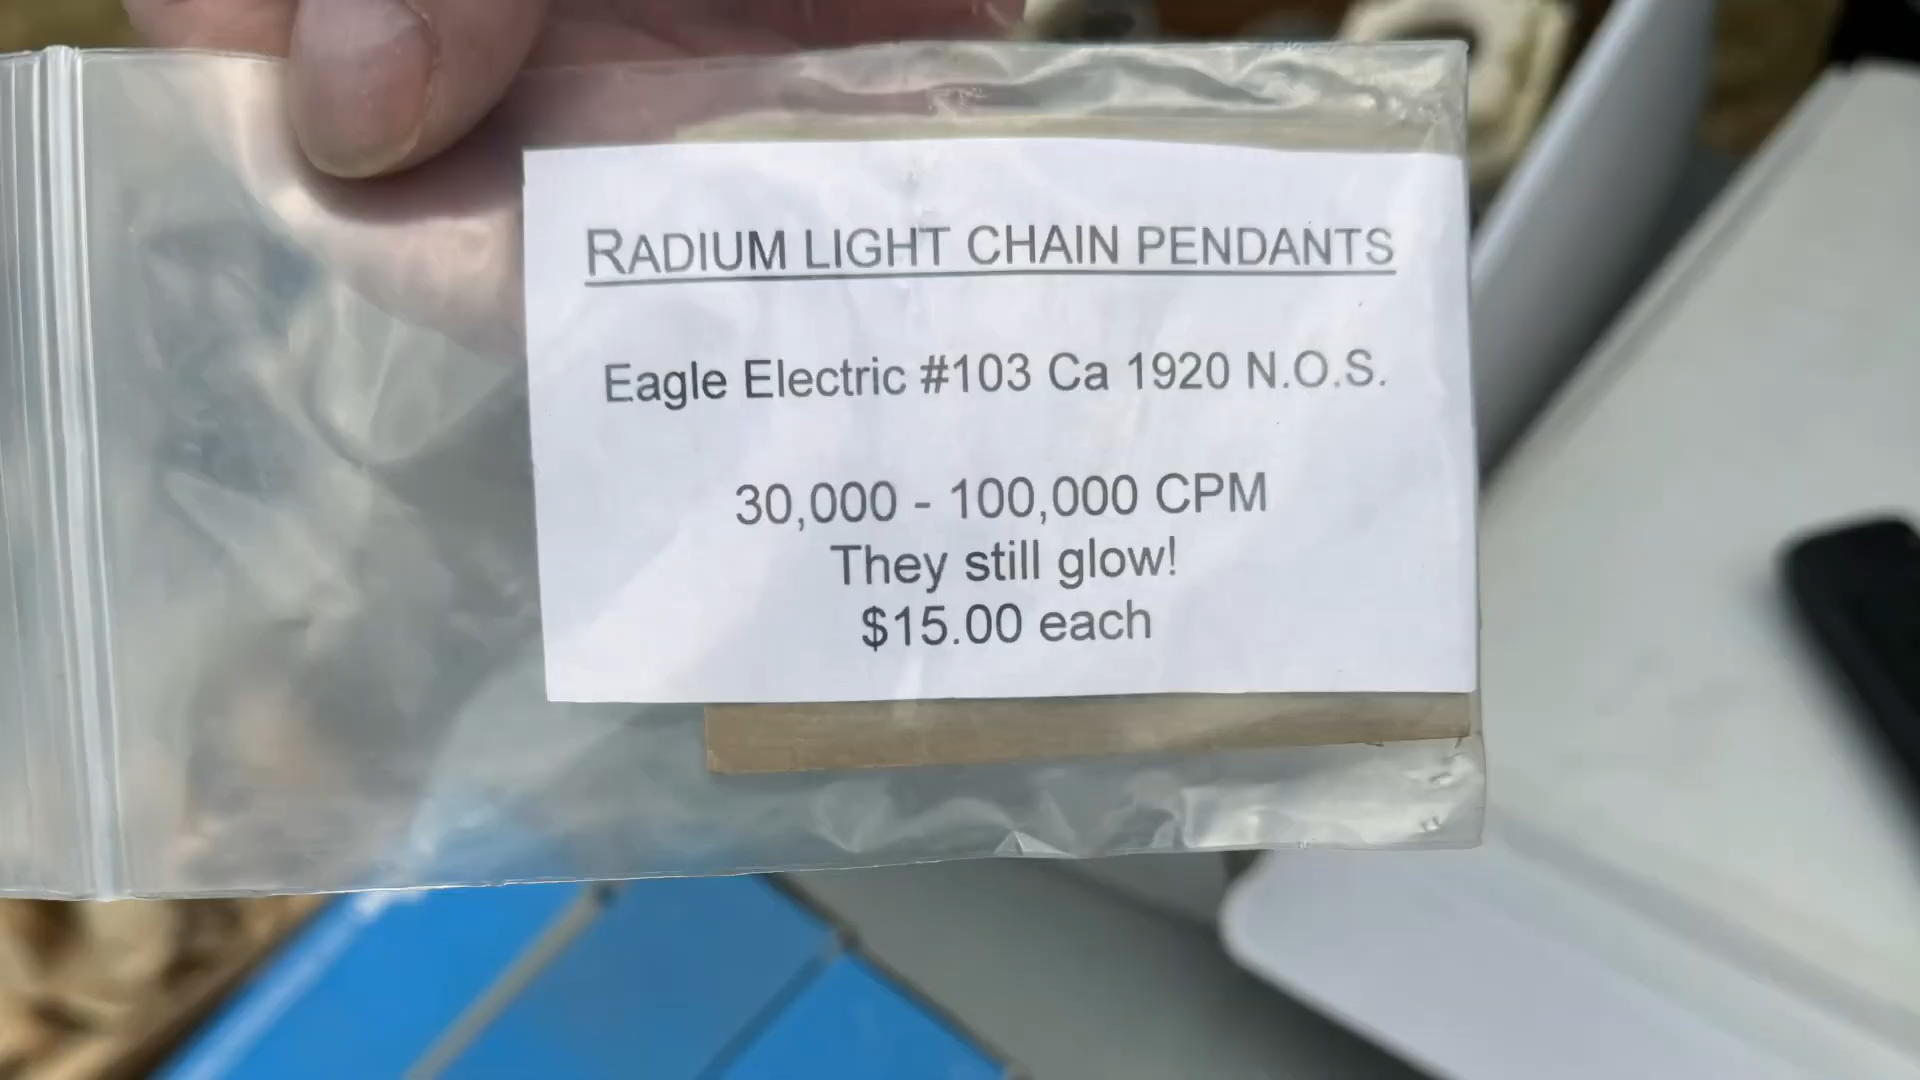 RADIUM LIGHT CHAIN PENDANTS
Eagle Electric #103 Ca 1920 N.O.S.
30,000 - 100,000 CPM
They still glow!
$15.00 each